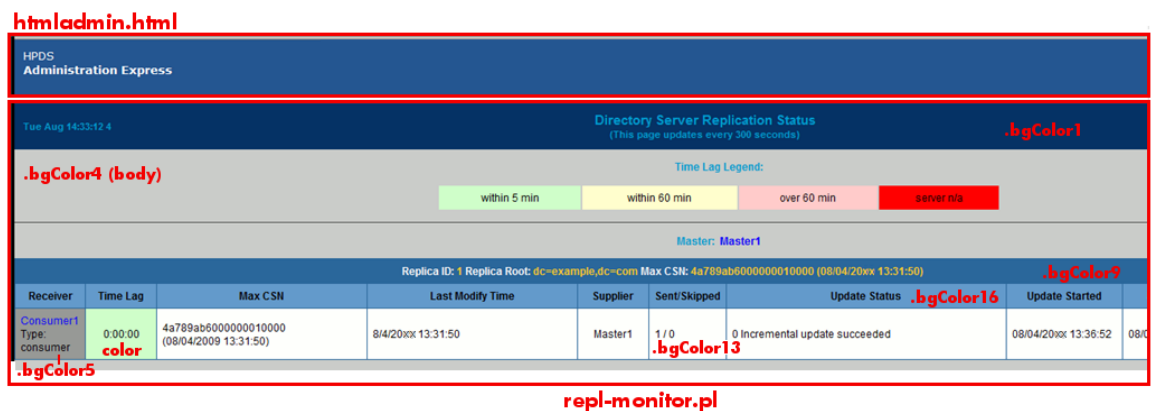 htmladmin.html
HPDS
Administration Express
Tue Aug 14:33:12 4
Directory Server Replication Status
(This page updates every 300 seconds)
.bgColor1
.bgColor4 (body)
Time Lag Legend:
within 5 min within 60 min over 60 min server n/a
Master: Master1
Replica ID: 1 Replica Root: dc=example,dc=com Max CSN: 4a789ab6000000010000 (08/04/20xx 13:31:50)
.bgColor9
Receiver Time Lag Max CSN Last Modify Time Supplier Sent/Skipped Update Status .bgColor16 Update Started
Consumer1
Type:
consumer
0:00:00
color
4a789ab6000000010000
(08/04/2009 13:31:50)
8/4/20xx 13:31:50
Master1
1 / 0
.bgColor13
0 Incremental update succeeded
08/04/20xx 13:36:52
08/0
.bgColor5
repl-monitor.pl